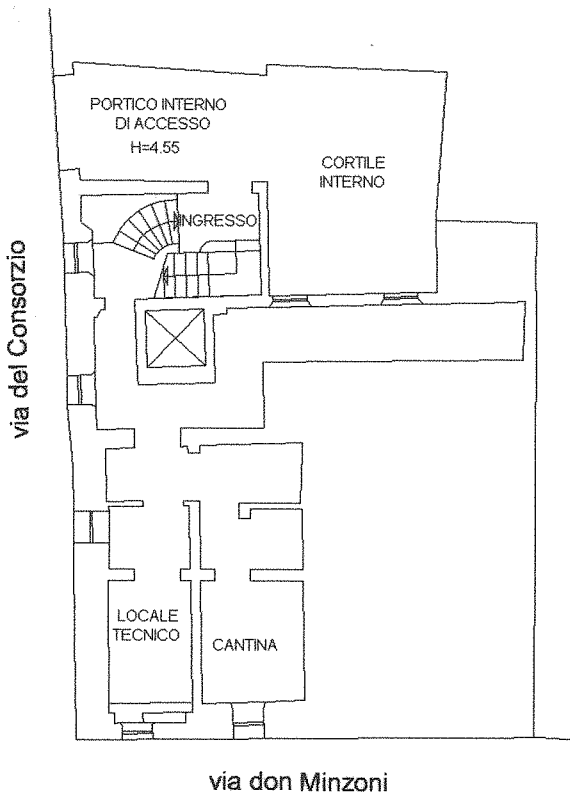 PORTICO INTERNO
DI ACCESSO
H=4.55
CORTILE
INTERNO
INGRESSO
via del Consorzio
LOCALE
TECNICO
CANTINA
via don Minzoni